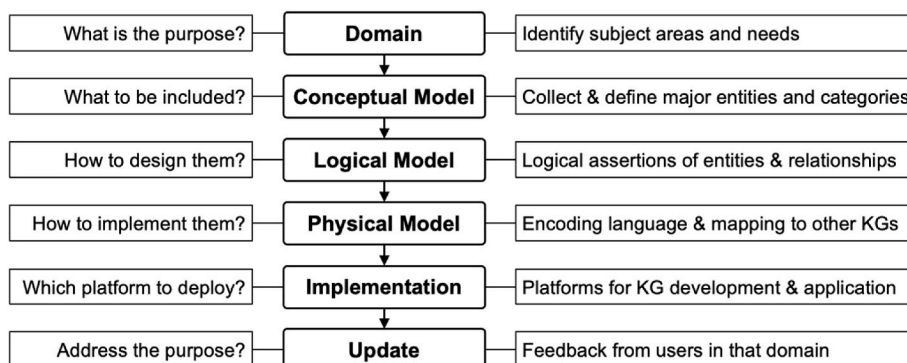 What is the purpose? Domain Identify subject areas and needs
What to be included? Conceptual Model Collect & define major entities and categories
How to design them? Logical Model Logical assertions of entities & relationships
How to implement them? Physical Model Encoding language & mapping to other KGs
Which platform to deploy? Implementation Platforms for KG development & application
Address the purpose? Update Feedback from users in that domain